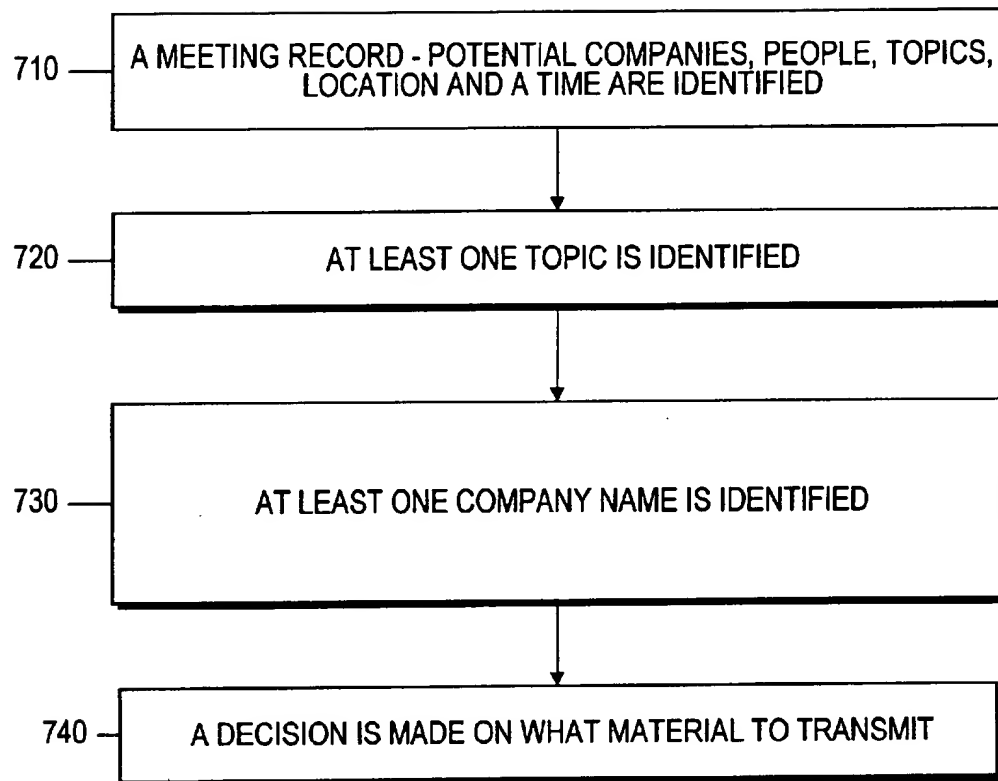 710
A MEETING RECORD - POTENTIAL COMPANIES, PEOPLE, TOPICS,
LOCATION AND A TIME ARE IDENTIFIED
720
AT LEAST ONE TOPIC IS IDENTIFIED
730
AT LEAST ONE COMPANY NAME IS IDENTIFIED
740
A DECISION IS MADE ON WHAT MATERIAL TO TRANSMIT